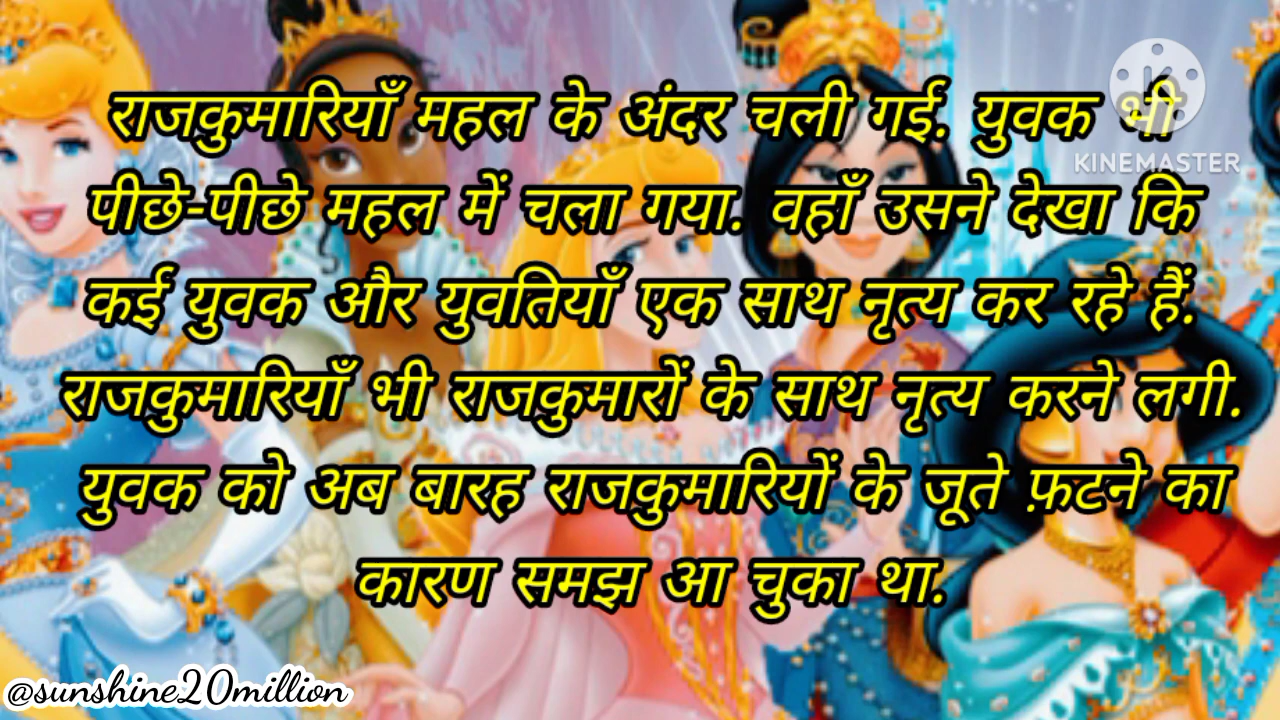 राजकुमारियाँ महल के अंदर चली गई. युवक भी
KINEMASTER
पीछे-पीछे महल में चला गया. वहाँ उसने देखा कि
कई युवक और युवतियाँ एक साथ नृत्य कर रहे हैं.
राजकुमारियाँ भी राजकुमारों के साथ नृत्य करने लगी.
युवक को अब बारह राजकुमारियों के जूते फ़टने का
कारण समझ आ चुका था.
@sunshine20million